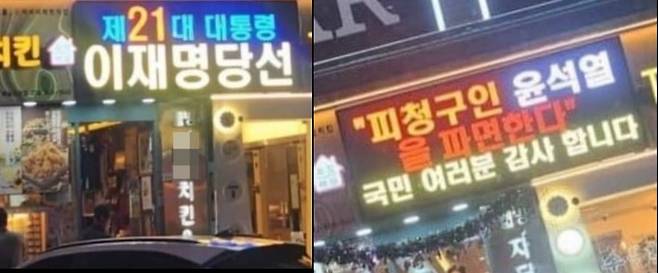 제21대 대통령
이재명당선
치킨
치킨
"피청구인 윤석열
을 파면한다"
국민 여러분 감사 합니다